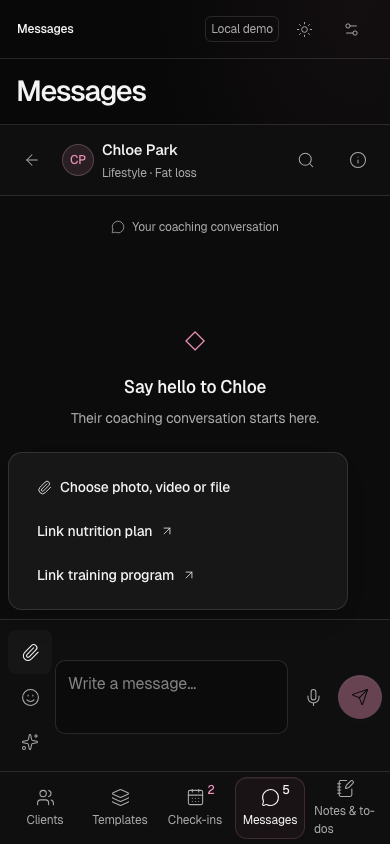 Messages
Local demo
Messages
CP
Chloe Park
Lifestyle · Fat loss
Your coaching conversation
Say hello to Chloe
Their coaching conversation starts here.
Choose photo, video or file
Link nutrition plan
Link training program
Write a message...
Clients
Templates
2
Check-ins
5
Messages
Notes & to-
dos